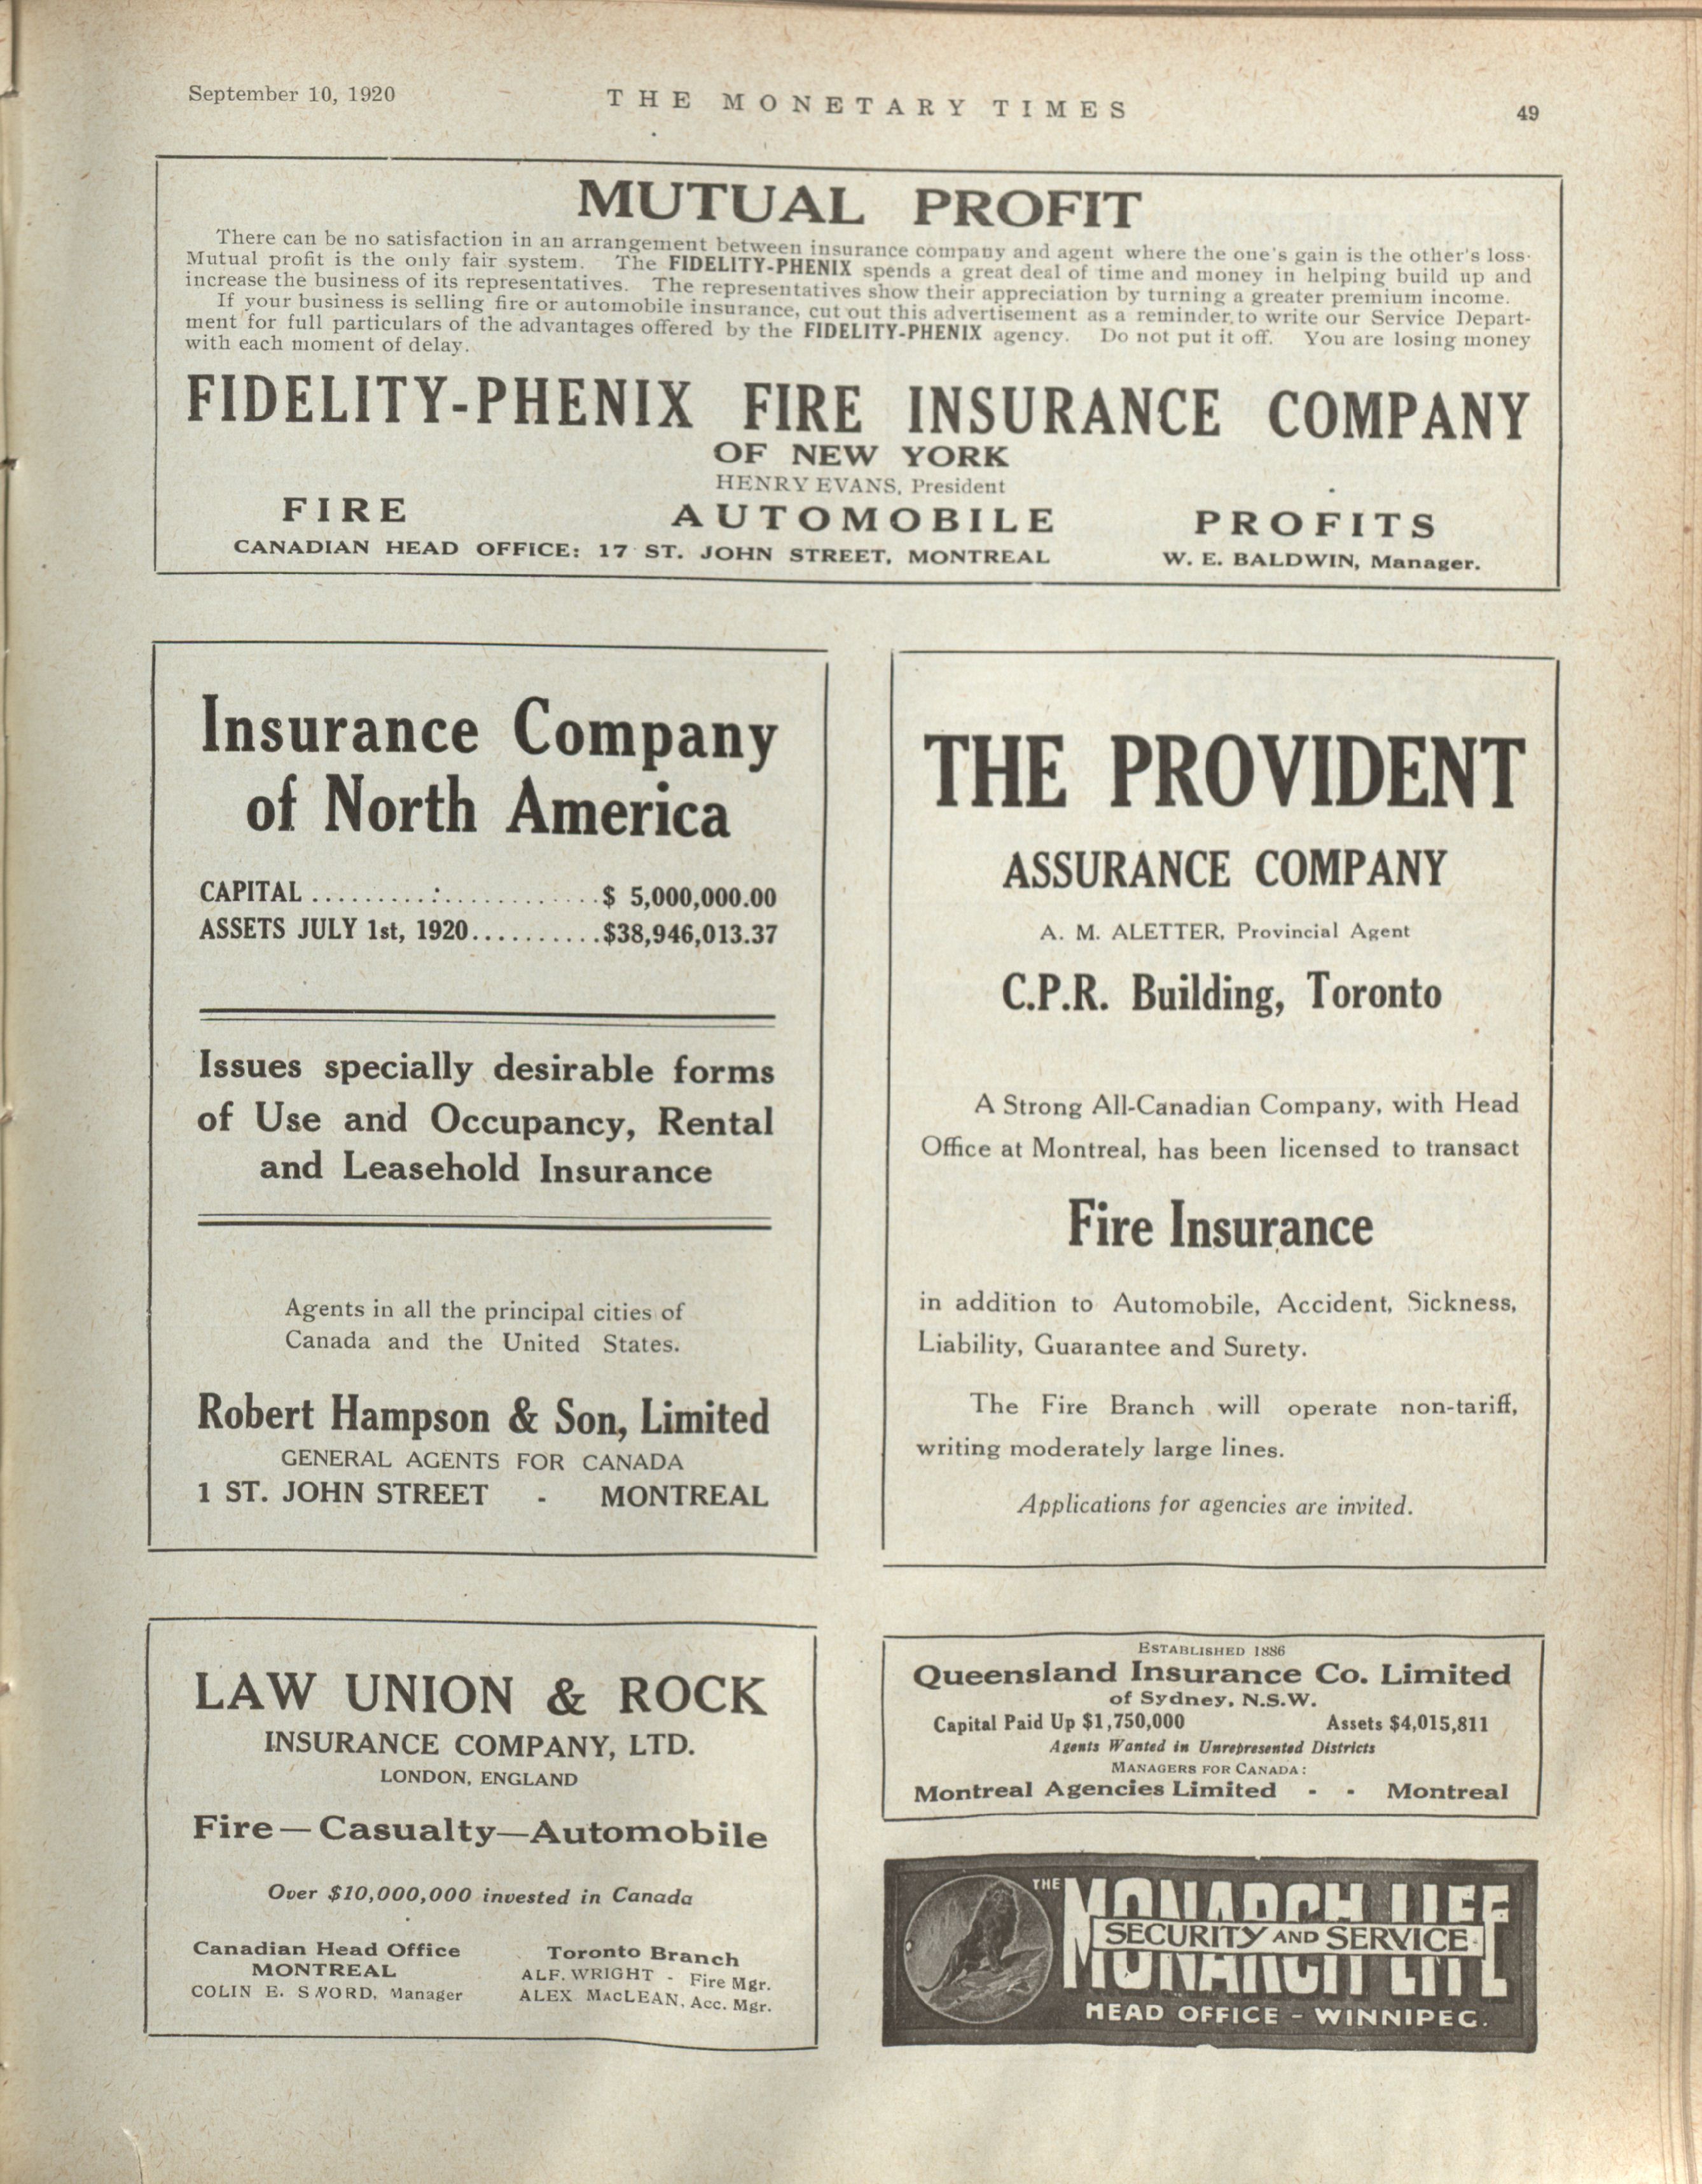 September 10, 1920
THE MONETARY TIMES
49
MUTUAL PROFIT
There can be no satisfaction in an arrangement between insurance company and agent where the one's gain is the other's loss.
Mutual profit is the only fair system. The FIDELITY-PHENIX spends a great deal of time and money in helping build up and
increase the business of its representatives. The representatives show their appreciation by turning a greater premium income.
If your business is selling fire or automobile insurance, cut out this advertisement as a reminder to write our Service Depart-
ment for full particulars of the advantages offered by the FIDELITY-PHENIX agency. Do not put it off. You are losing money
with each moment of delay.
FIDELITY-PHENIX FIRE INSURANCE COMPANY
OF NEW YORK
HENRY EVANS, President
FIRE AUTOMOBILE PROFITS
CANADIAN HEAD OFFICE: 17 ST. JOHN STREET, MONTREAL W. E. BALDWIN, Manager.
Insurance Company
of North America
CAPITAL ......................$ 5,000,000.00
ASSETS JULY 1st, 1920..........$38,946,013.37
Issues specially desirable forms
of Use and Occupancy, Rental
and Leasehold Insurance
Agents in all the principal cities of
Canada and the United States.
Robert Hampson & Son, Limited
GENERAL AGENTS FOR CANADA
1 ST. JOHN STREET - MONTREAL
THE PROVIDENT
ASSURANCE COMPANY
A. M. ALETTER, Provincial Agent
C.P.R. Building, Toronto
A Strong All-Canadian Company, with Head
Office at Montreal, has been licensed to transact
Fire Insurance
in addition to Automobile, Accident, Sickness,
Liability, Guarantee and Surety.
The Fire Branch will operate non-tariff,
writing moderately large lines.
Applications for agencies are invited.
LAW UNION & ROCK
INSURANCE COMPANY, LTD.
LONDON, ENGLAND
Fire—Casualty—Automobile
Over $10,000,000 invested in Canada
Canadian Head Office
MONTREAL
COLIN E. SWORD, Manager
Toronto Branch
ALF. WRIGHT - Fire Mgr.
ALEX MACLEAN, Acc. Mgr.
ESTABLISHED 1886
Queensland Insurance Co. Limited
of Sydney, N.S.W.
Capital Paid Up $1,750,000 Assets $4,015,811
Agents Wanted in Unrepresented Districts
MANAGERS FOR CANADA:
Montreal Agencies Limited - - Montreal
THE MONARCH LIFE
SECURITY AND SERVICE
HEAD OFFICE - WINNIPEG.